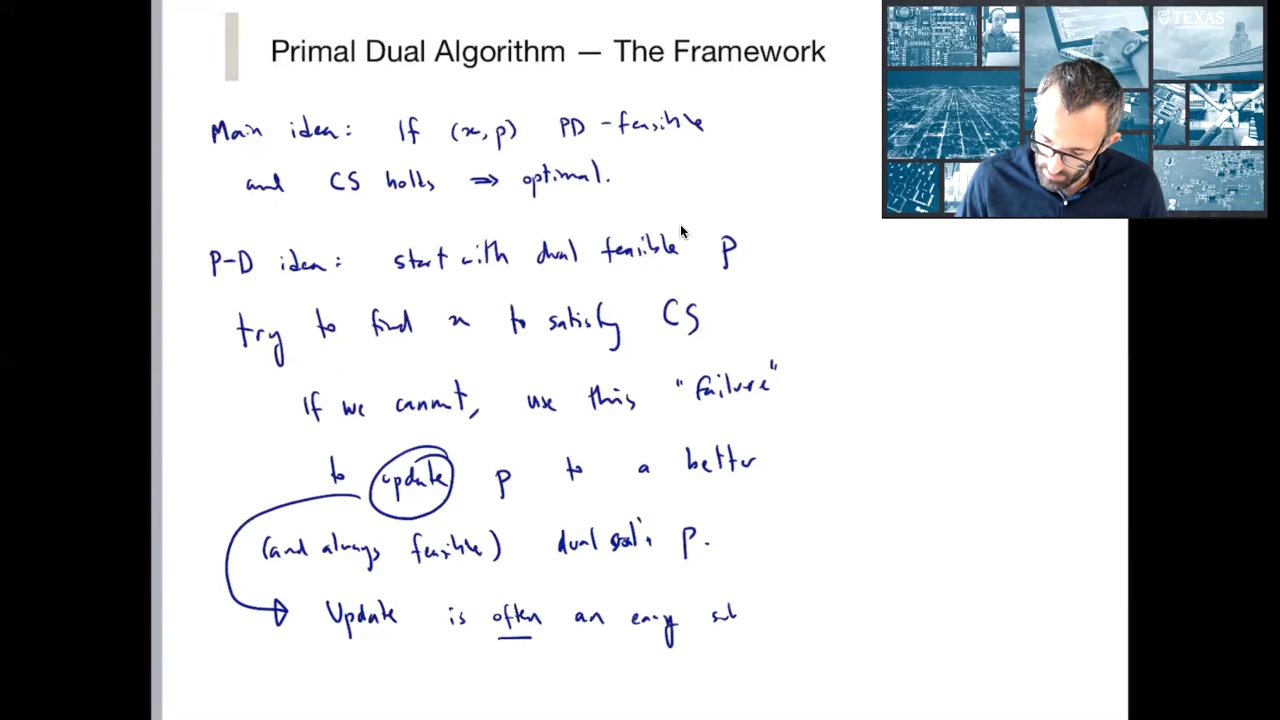 Primal Dual Algorithm — The Framework
TEXAS
Main idea: If (x, p) PD-feasible
and CS holds ⇒ optimal.
P-D idea: start with dual feasible p
try to find x to satisfy CS
If we cannot, use this "failure"
to update p to a better
(and always feasible) dual p.
Update is often an easy sub